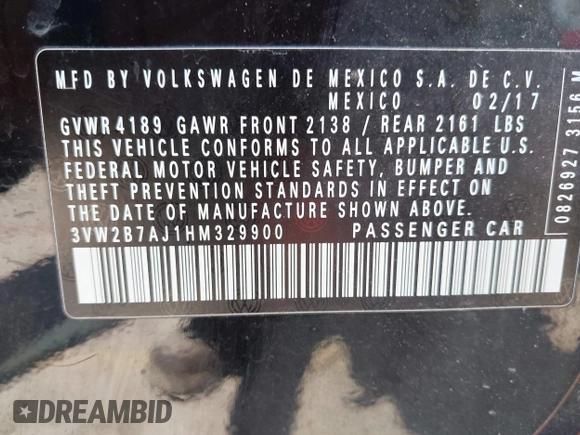 MFD BY VOLKSWAGEN DE MEXICO S.A. DE C.V.
MEXICO 02/17
GVWR 4189 GAWR FRONT 2138 / REAR 2161 LBS
THIS VEHICLE CONFORMS TO ALL APPLICABLE U.S.
FEDERAL MOTOR VEHICLE SAFETY, BUMPER AND
THEFT PREVENTION STANDARDS IN EFFECT ON
THE DATE OF MANUFACTURE SHOWN ABOVE.
3VW2B7AJ1HM329900 PASSENGER CAR
0826927 3156 M
DREAMBID